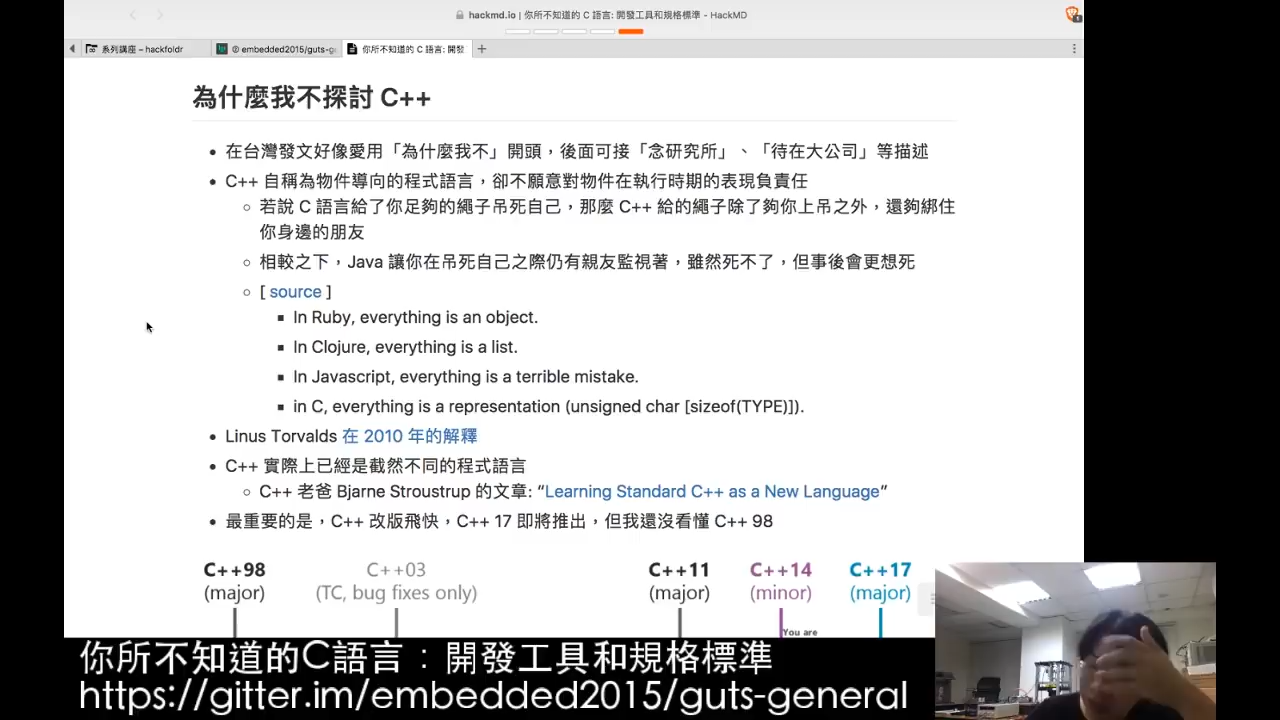 hackmd.io | 你所不知道的 C 語言: 開發工具和規格標準 - HackMD
系列講座 – hackfoldr
embedded2015/guts-g
你所不知道的 C 語言: 開發
為什麼我不探討 C++
在台灣發文好像愛用「為什麼我不」開頭，後面可接「念研究所」、「待在大公司」等描述
C++ 自稱為物件導向的程式語言，卻不願意對物件在執行時期的表現負責任
若說 C 語言給了你足夠的繩子吊死自己，那麼 C++ 給的繩子除了夠你上吊之外，還夠綁住
你身邊的朋友
相較之下，Java 讓你在吊死自己之際仍有親友監視著，雖然死不了，但事後會更想死
[ source ]
In Ruby, everything is an object.
In Clojure, everything is a list.
In Javascript, everything is a terrible mistake.
in C, everything is a representation (unsigned char [sizeof(TYPE)]).
Linus Torvalds 在 2010 年的解釋
C++ 實際上已經是截然不同的程式語言
C++ 老爸 Bjarne Stroustrup 的文章: “Learning Standard C++ as a New Language”
最重要的是，C++ 改版飛快，C++ 17 即將推出，但我還沒看懂 C++ 98
C++98 C++03 C++11 C++14 C++17
(major) (TC, bug fixes only) (major) (minor) (major)
You are
你所不知道的C語言：開發工具和規格標準
https://gitter.im/embedded2015/guts-general